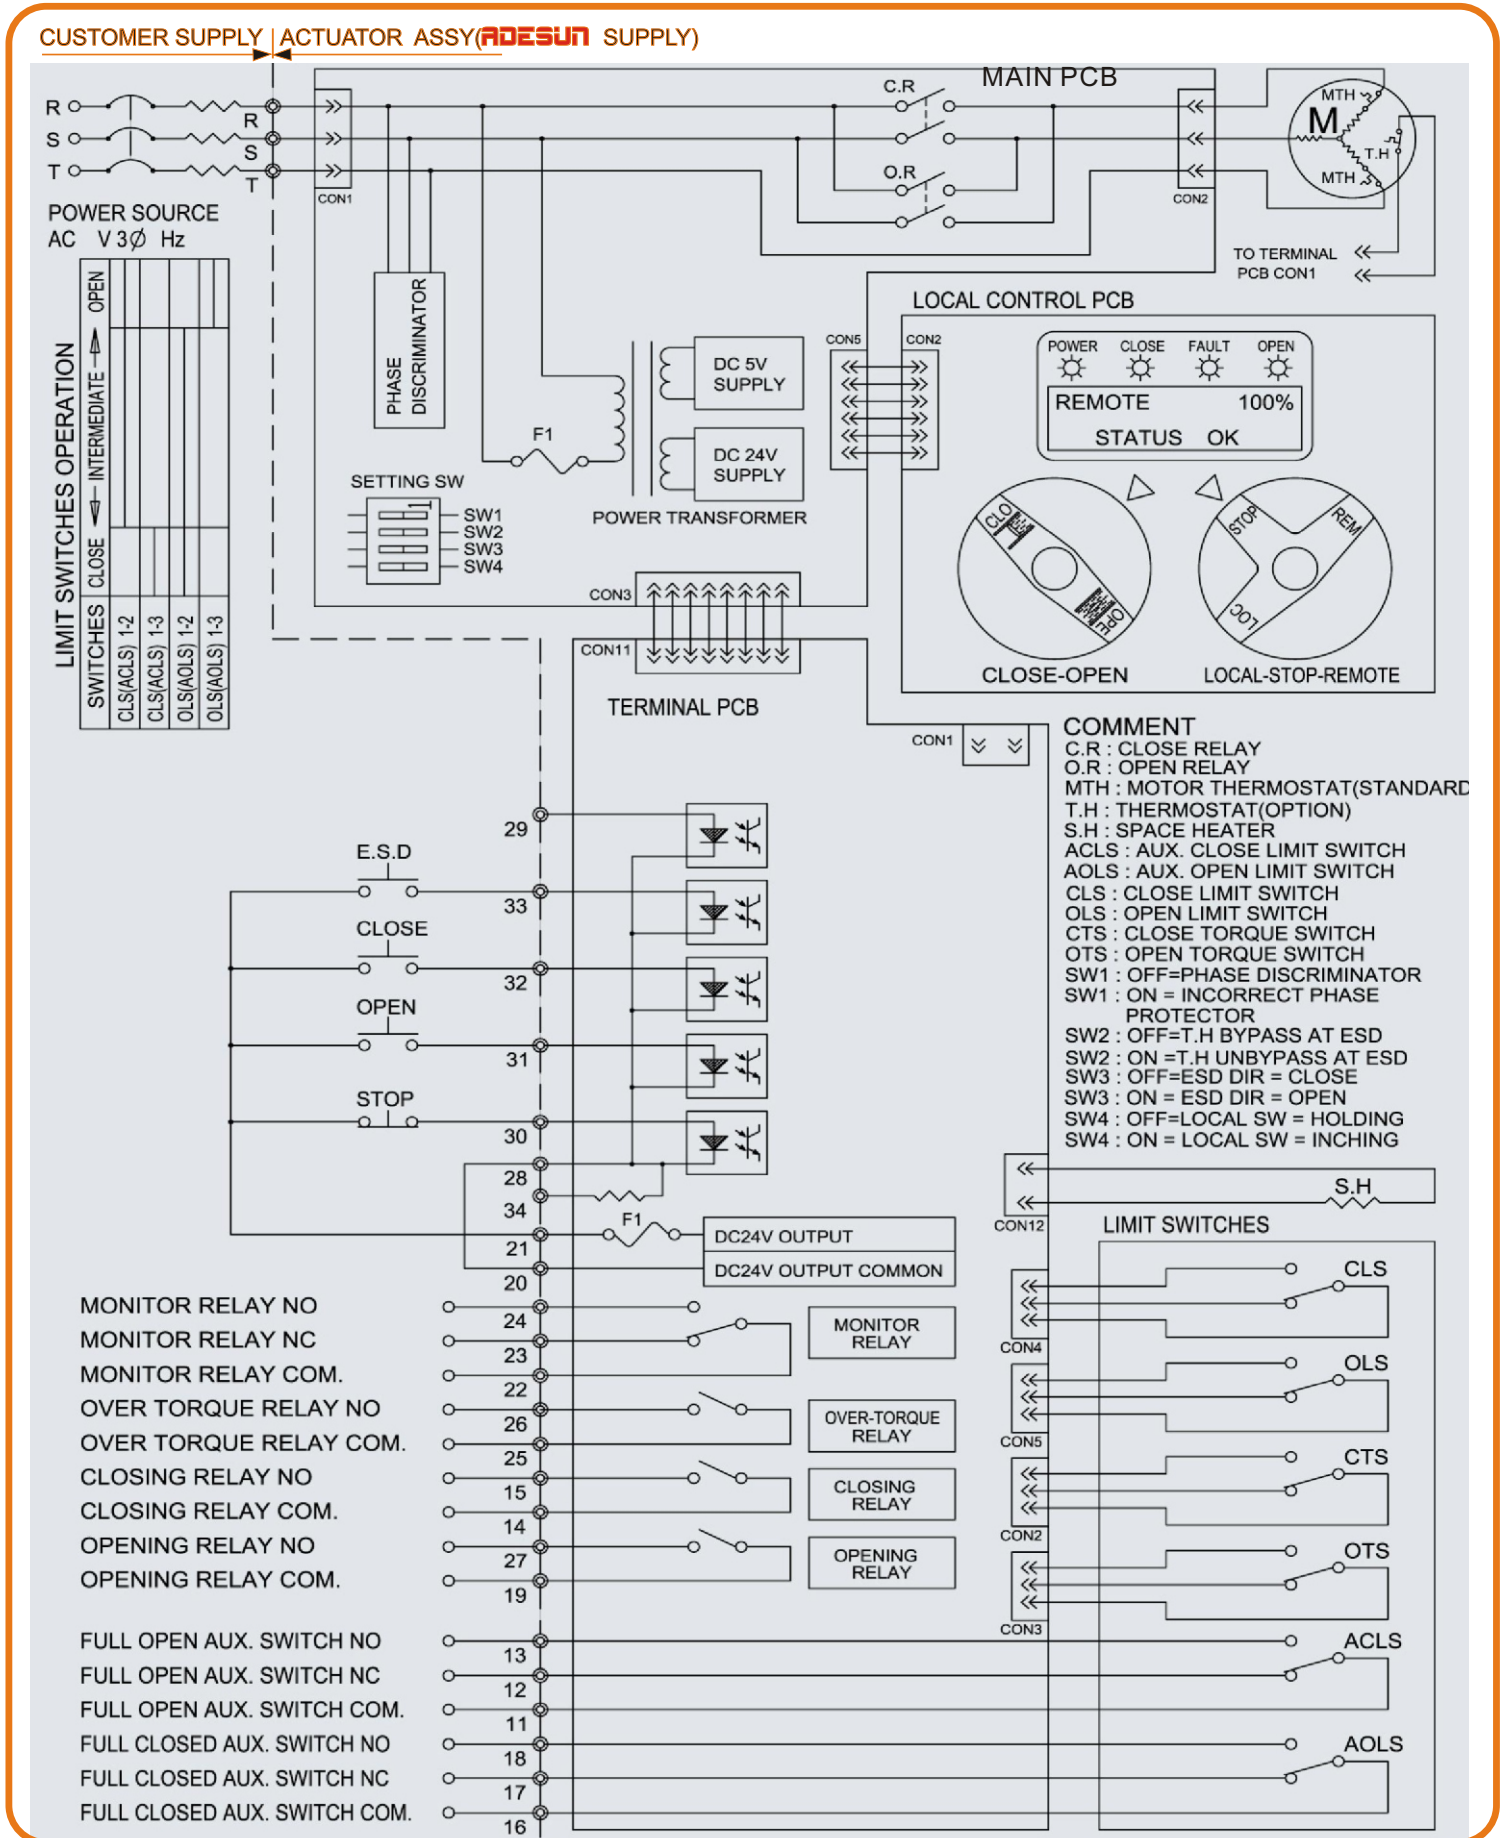 CUSTOMER SUPPLY ACTUATOR ASSY(ADESUN SUPPLY)
MAIN PCB
R
S
T
R
S
T
CON1
C.R
O.R
CON2
MTH
M
T.H
MTH
TO TERMINAL
PCB CON1
POWER SOURCE
AC V 3Ø Hz
LIMIT SWITCHES OPERATION
SWITCHES CLOSE INTERMEDIATE OPEN
CLS(ACLS) 1-2
CLS(ACLS) 1-3
OLS(AOLS) 1-2
OLS(AOLS) 1-3
PHASE
DISCRIMINATOR
F1
DC 5V
SUPPLY
DC 24V
SUPPLY
POWER TRANSFORMER
SETTING SW
1
SW1
SW2
SW3
SW4
CON3
CON11
CON5
CON2
LOCAL CONTROL PCB
POWER CLOSE FAULT OPEN
REMOTE 100%
STATUS OK
CLO
OPE
CLOSE-OPEN
STOP
REM
LOC
LOCAL-STOP-REMOTE
TERMINAL PCB
CON1
COMMENT
C.R : CLOSE RELAY
O.R : OPEN RELAY
MTH : MOTOR THERMOSTAT(STANDARD
T.H : THERMOSTAT(OPTION)
S.H : SPACE HEATER
ACLS : AUX. CLOSE LIMIT SWITCH
AOLS : AUX. OPEN LIMIT SWITCH
CLS : CLOSE LIMIT SWITCH
OLS : OPEN LIMIT SWITCH
CTS : CLOSE TORQUE SWITCH
OTS : OPEN TORQUE SWITCH
SW1 : OFF=PHASE DISCRIMINATOR
SW1 : ON = INCORRECT PHASE
PROTECTOR
SW2 : OFF=T.H BYPASS AT ESD
SW2 : ON =T.H UNBYPASS AT ESD
SW3 : OFF=ESD DIR = CLOSE
SW3 : ON = ESD DIR = OPEN
SW4 : OFF=LOCAL SW = HOLDING
SW4 : ON = LOCAL SW = INCHING
29
E.S.D
33
CLOSE
32
OPEN
31
STOP
30
28
34
F1
21
DC24V OUTPUT
20
DC24V OUTPUT COMMON
CON12
S.H
LIMIT SWITCHES
MONITOR RELAY NO
24
MONITOR RELAY NC
23
MONITOR RELAY COM.
22
MONITOR
RELAY
OVER TORQUE RELAY NO
26
OVER TORQUE RELAY COM.
25
OVER-TORQUE
RELAY
CLOSING RELAY NO
15
CLOSING RELAY COM.
14
CLOSING
RELAY
OPENING RELAY NO
27
OPENING RELAY COM.
19
OPENING
RELAY
CON4
CLS
CON5
OLS
CON2
CTS
CON3
OTS
FULL OPEN AUX. SWITCH NO
13
FULL OPEN AUX. SWITCH NC
12
FULL OPEN AUX. SWITCH COM.
11
ACLS
FULL CLOSED AUX. SWITCH NO
18
FULL CLOSED AUX. SWITCH NC
17
FULL CLOSED AUX. SWITCH COM.
16
AOLS